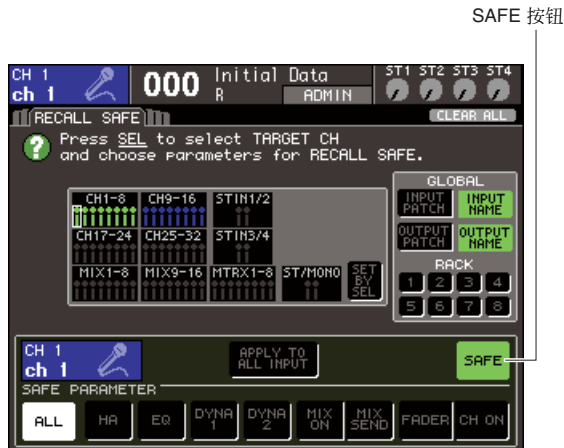 SAFE 按钮
CH 1
ch 1
000
Initial Data
R
ADMIN
ST1 ST2 ST3 ST4
RECALL SAFE
CLEAR ALL
Press SEL to select TARGET CH
and choose parameters for RECALL SAFE.
CH1-8
CH9-16
STIN1/2
CH17-24
CH25-32
STIN3/4
MIX1-8
MIX9-16
MTRX1-8
ST/MONO
SET
BY
SEL
GLOBAL
INPUT
PATCH
INPUT
NAME
OUTPUT
PATCH
OUTPUT
NAME
RACK
1 2 3 4
5 6 7 8
CH 1
ch 1
APPLY TO
ALL INPUT
SAFE
SAFE PARAMETER
ALL
HA
EQ
DYNA
1
DYNA
2
MIX
ON
MIX
SEND
FADER
CH ON